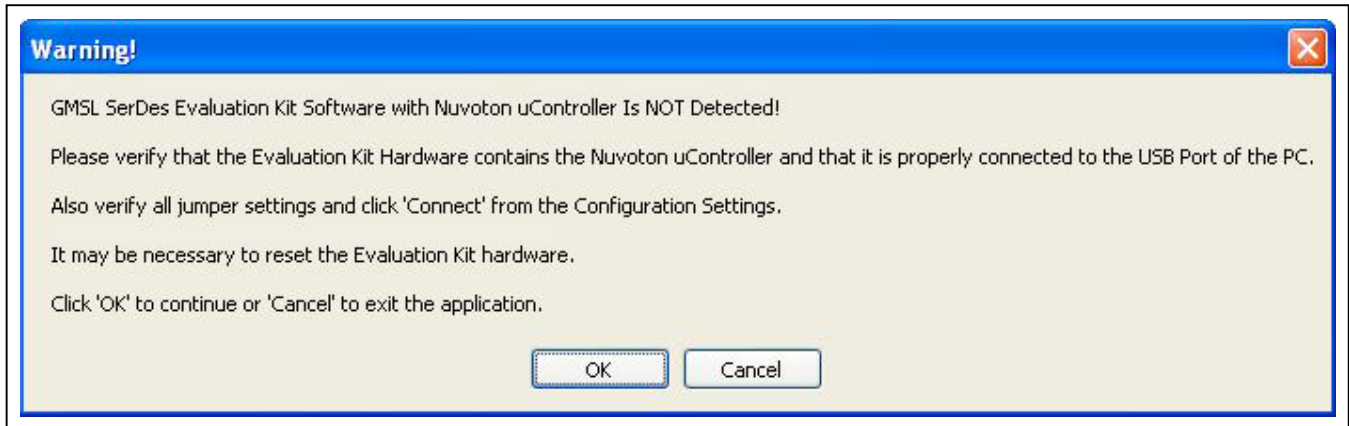 Warning!
GMSL SerDes Evaluation Kit Software with Nuvoton uController Is NOT Detected!
Please verify that the Evaluation Kit Hardware contains the Nuvoton uController and that it is properly connected to the USB Port of the PC.
Also verify all jumper settings and click 'Connect' from the Configuration Settings.
It may be necessary to reset the Evaluation Kit hardware.
Click 'OK' to continue or 'Cancel' to exit the application.
OK Cancel